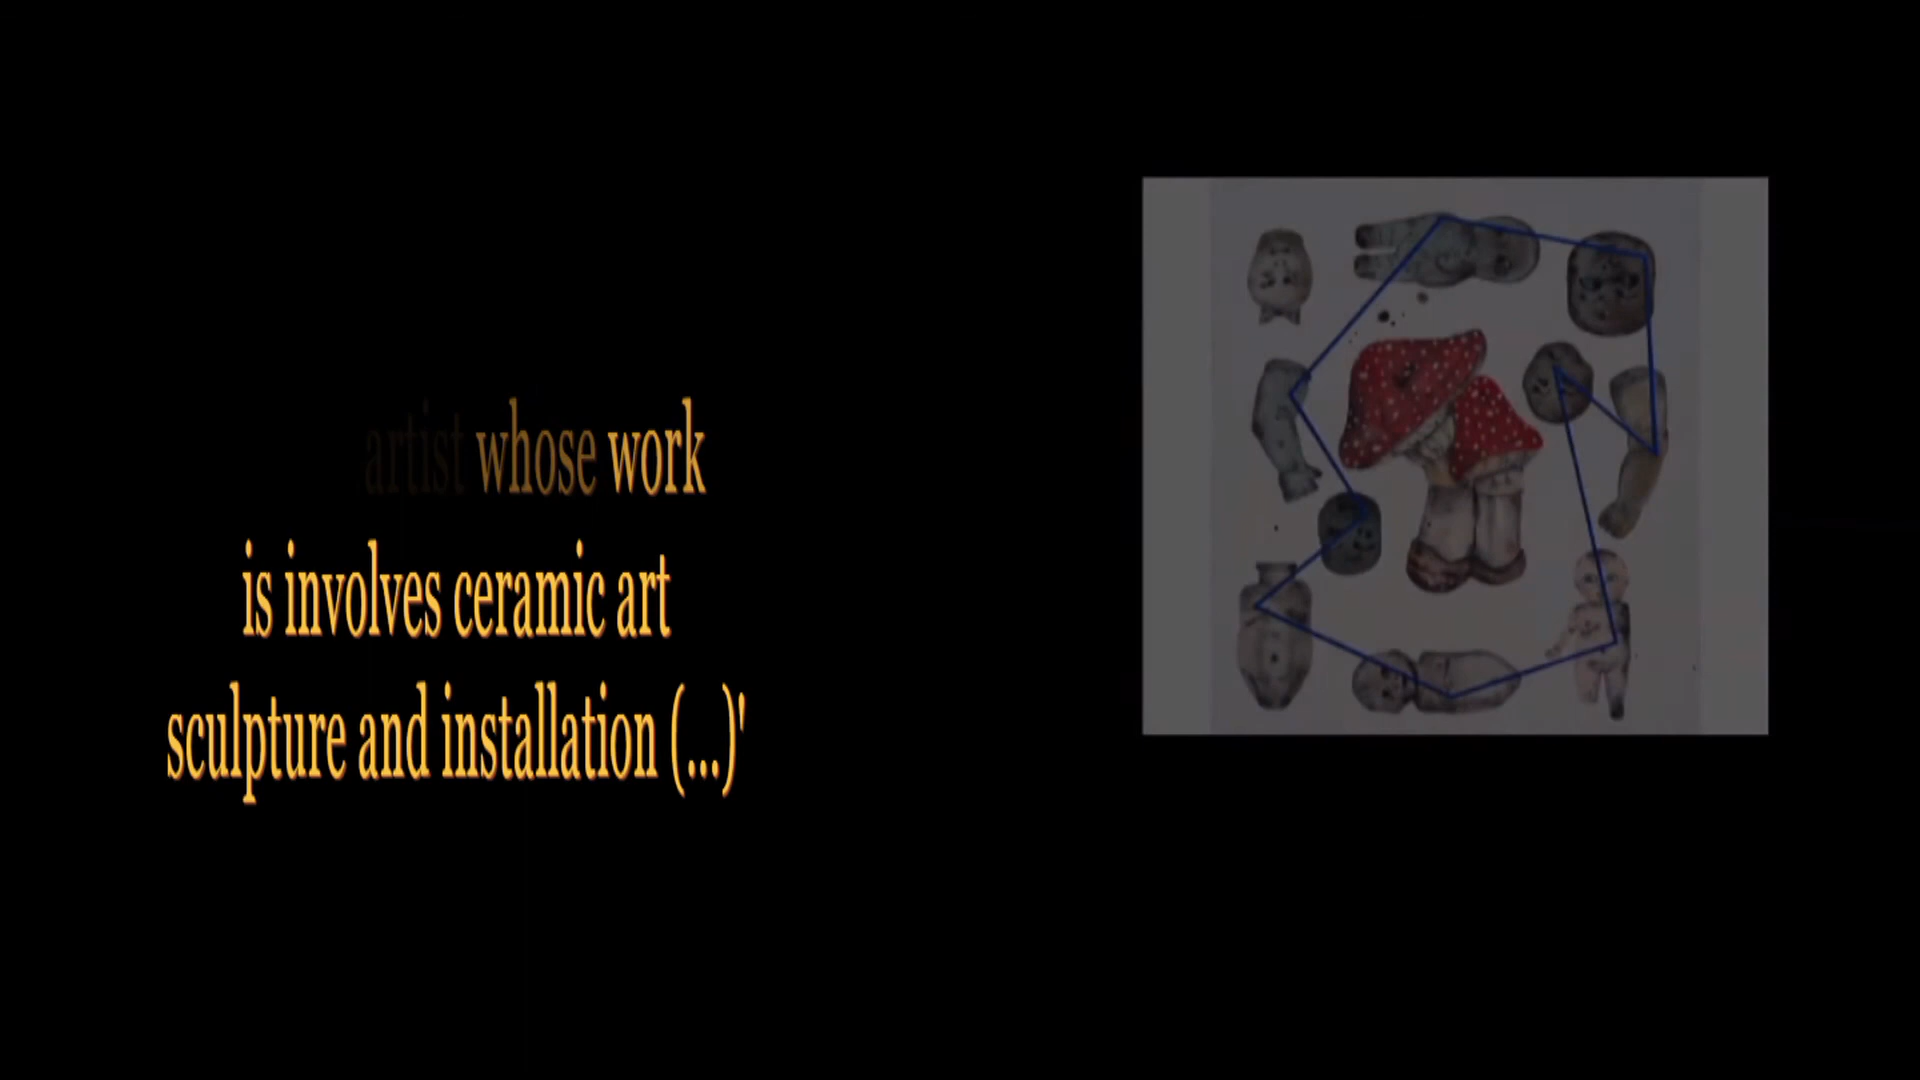 artist whose work
is involves ceramic art
sculpture and installation (...)'